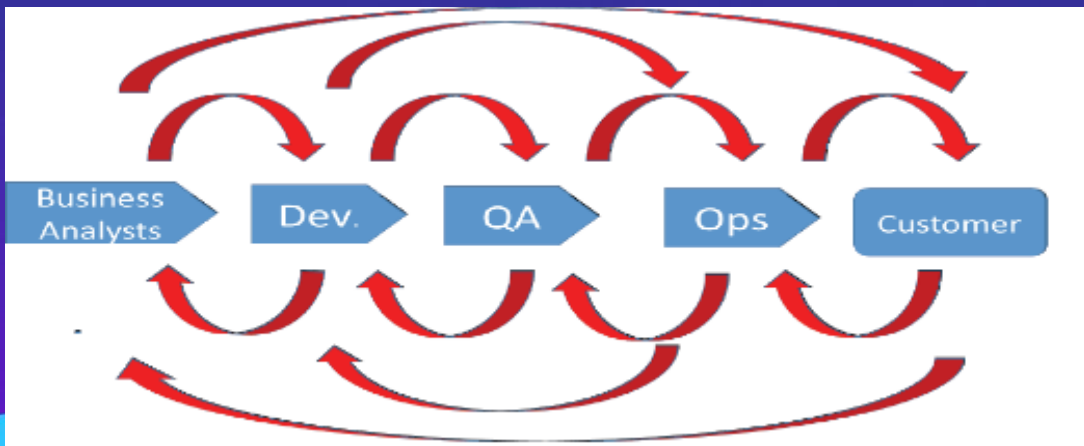 Business
Analysts
Dev.
QA
Ops
Customer